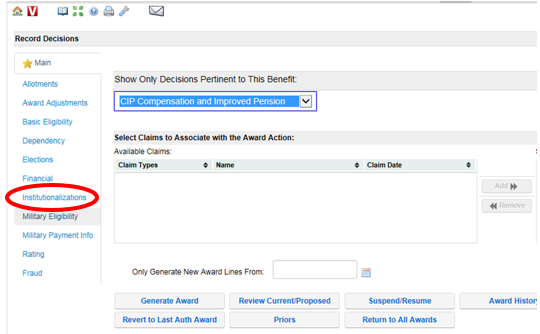 V
Record Decisions
Main
Allotments
Award Adjustments
Basic Eligibility
Dependency
Elections
Financial
Institutionalizations
Military Eligibility
Military Payment Info
Rating
Fraud
Show Only Decisions Pertinent to This Benefit:
CIP Compensation and Improved Pension
Select Claims to Associate with the Award Action:
Available Claims:
Claim Types Name Claim Date
Add
Remove
Only Generate New Award Lines From:
Generate Award Review Current/Proposed Suspend/Resume Award History
Revert to Last Auth Award Priors Return to All Awards